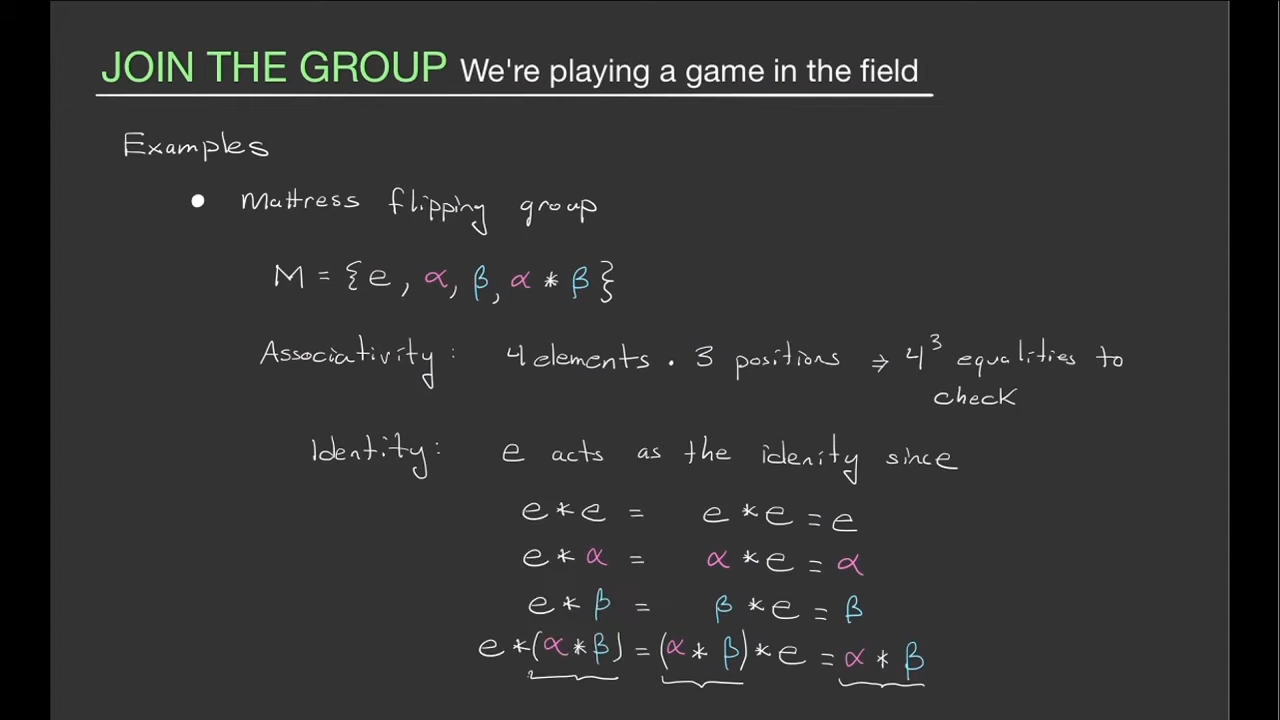 JOIN THE GROUP We're playing a game in the field
Examples
• Mattress flipping group
M = {e, α, β, α * β}
Associativity: 4 elements · 3 positions ⇒ 4³ equalities to
check
Identity: e acts as the idenity since
e * e = e * e = e
e * α = α * e = α
e * β = β * e = β
e * (α * β) = (α * β) * e = α * β